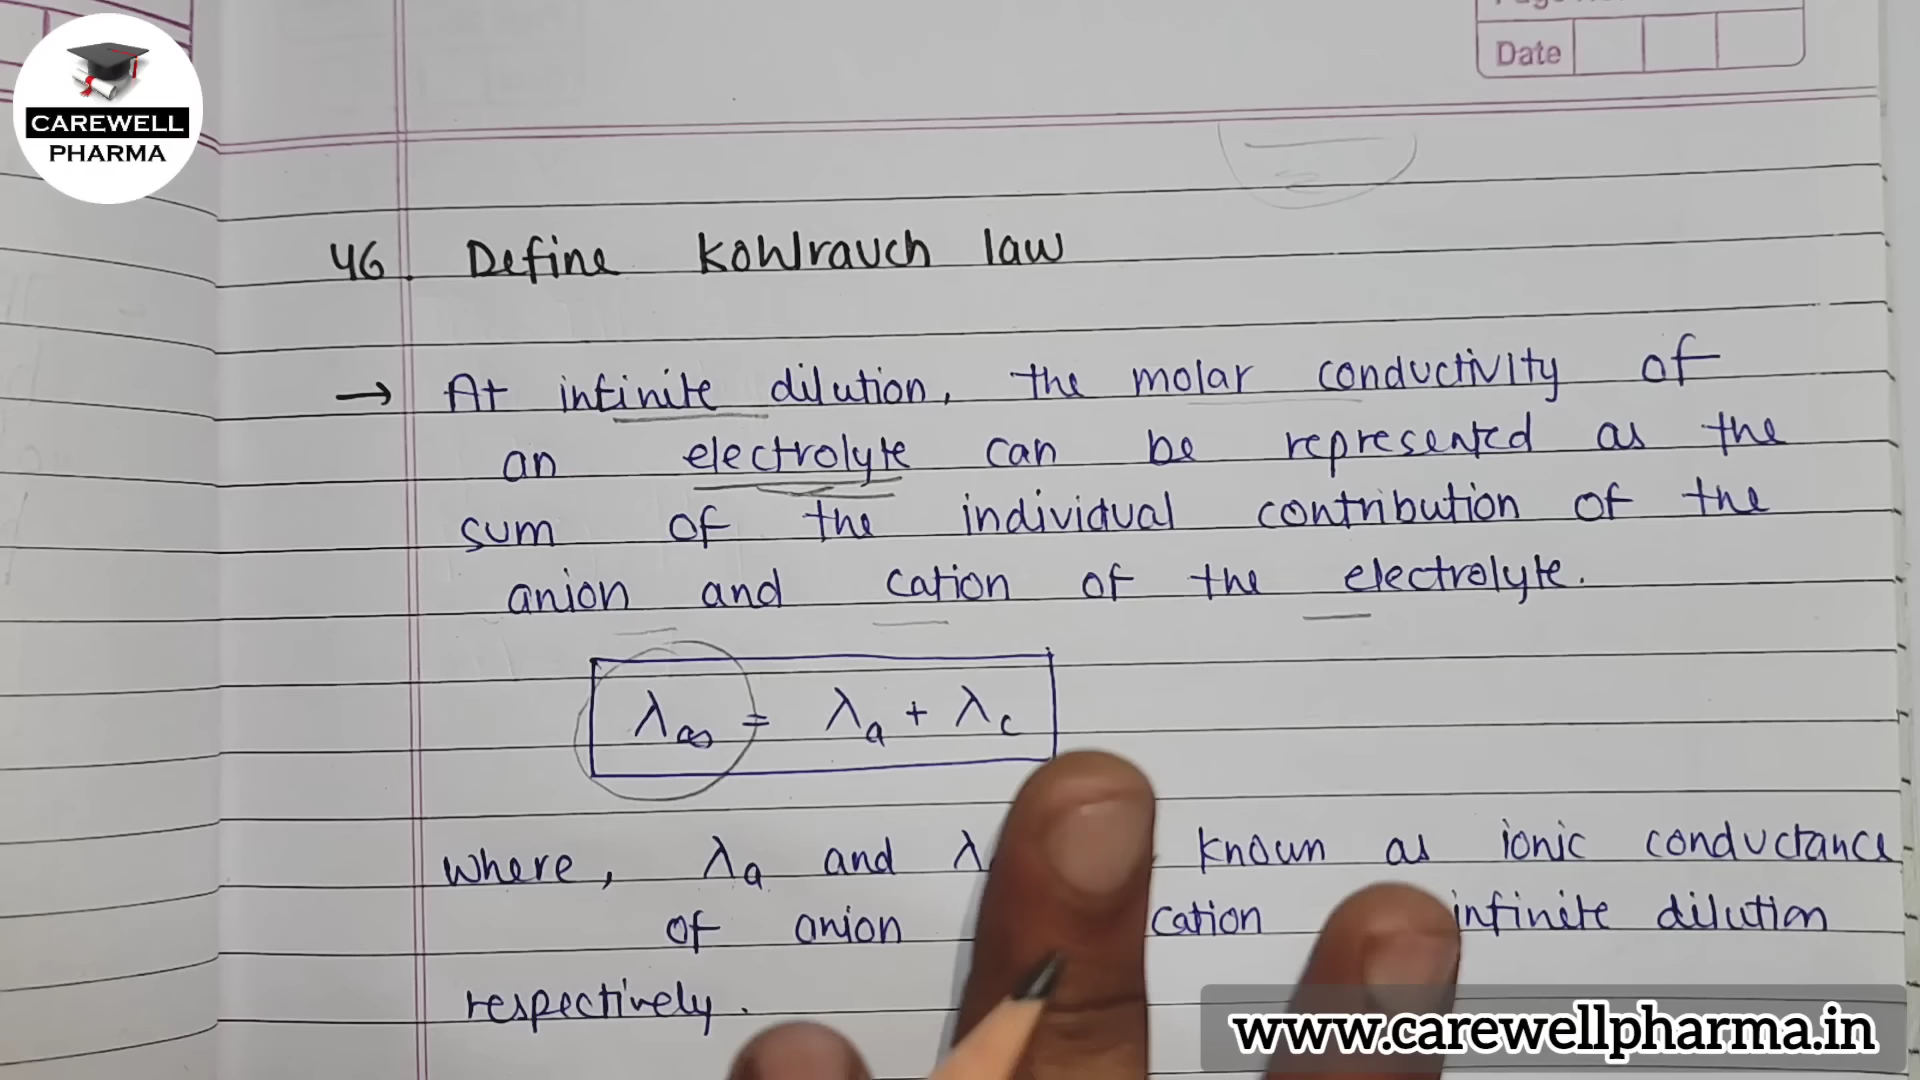 CAREWELL
PHARMA
Date
46. Define Kohlrauch law
→ At infinite dilution, the molar conductivity of
an electrolyte can be represented as the
sum of the individual contribution of the
anion and cation of the electrolyte.
λ∞ = λa + λc
where, λa and λ known as ionic conductance
of anion cation infinite dilution
respectively.
www.carewellpharma.in